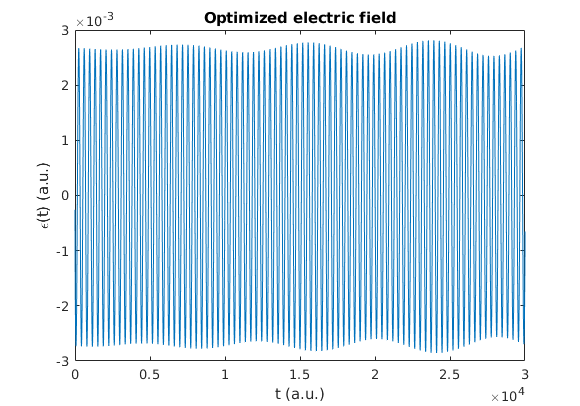 Optimized electric field
×10⁻³
3
2
1
0
-1
-2
-3
ϵ(t) (a.u.)
0 0.5 1 1.5 2 2.5 3
t (a.u.)
×10⁴